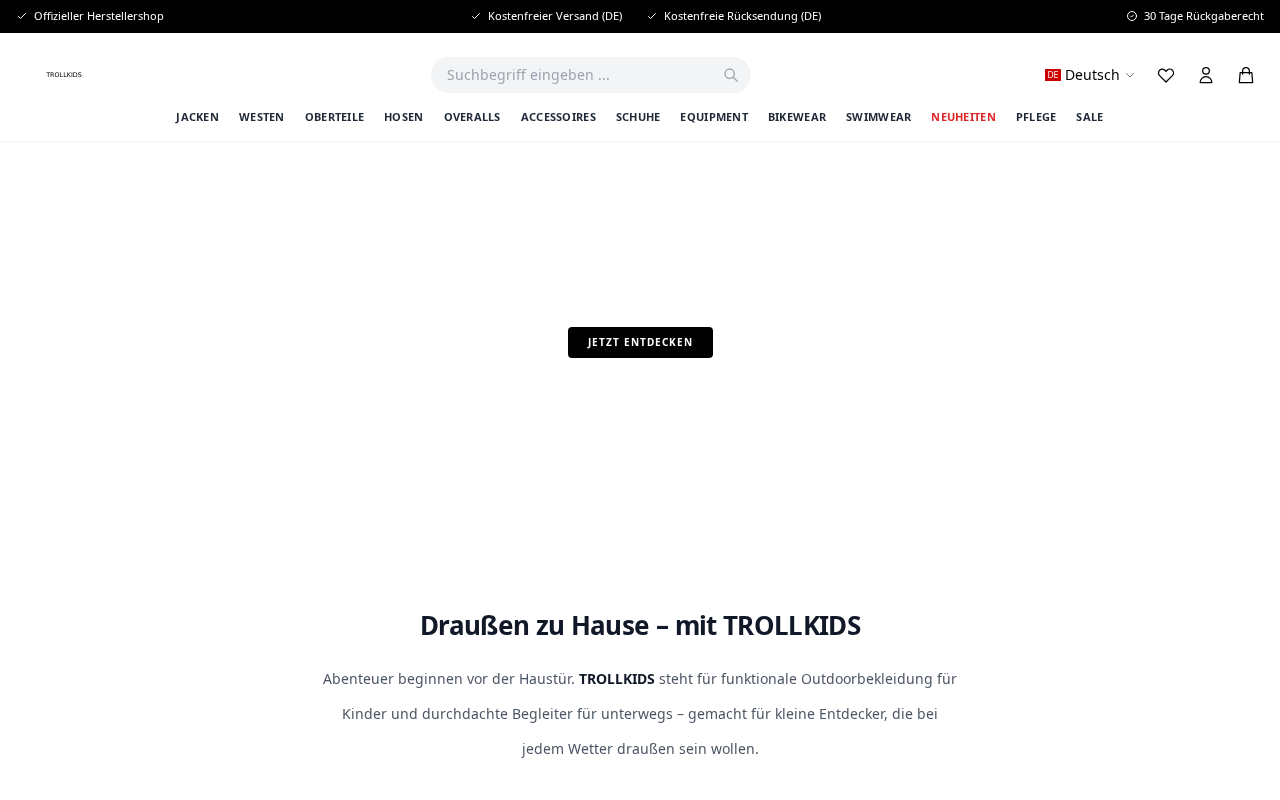 Offizieller Herstellershop
Kostenfreier Versand (DE)
Kostenfreie Rücksendung (DE)
30 Tage Rückgaberecht
TROLLKIDS
Suchbegriff eingeben ...
DE Deutsch
JACKEN WESTEN OBERTEILE HOSEN OVERALLS ACCESSOIRES SCHUHE EQUIPMENT BIKEWEAR SWIMWEAR NEUHEITEN PFLEGE SALE
JETZT ENTDECKEN
Draußen zu Hause – mit TROLLKIDS
Abenteuer beginnen vor der Haustür. TROLLKIDS steht für funktionale Outdoorbekleidung für
Kinder und durchdachte Begleiter für unterwegs – gemacht für kleine Entdecker, die bei
jedem Wetter draußen sein wollen.